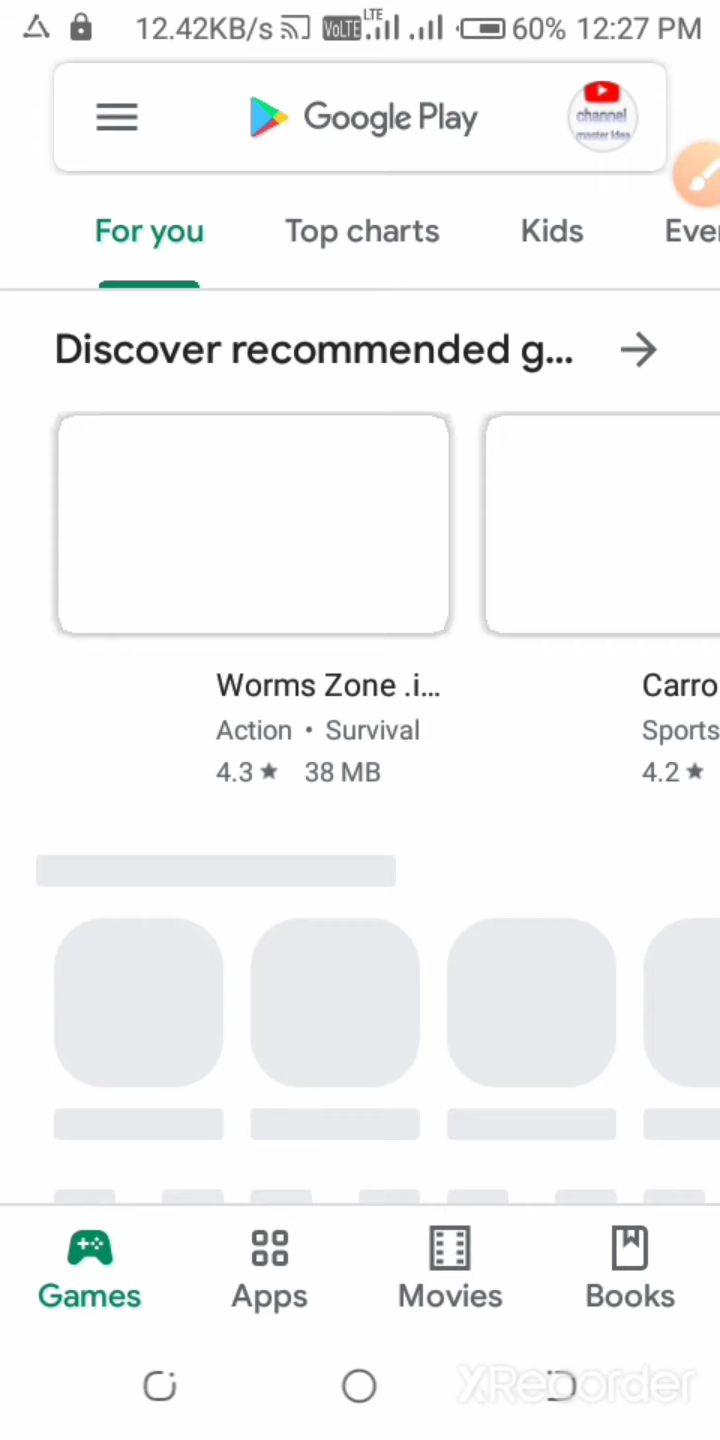 12.42KB/s VoLTE LTE 60% 12:27 PM
Google Play
channel
master Idea
For you Top charts Kids Eve
Discover recommended g... →
Worms Zone .i... Carro
Action • Survival Sports
4.3 ★ 38 MB 4.2 ★
Games Apps Movies Books
XRecorder